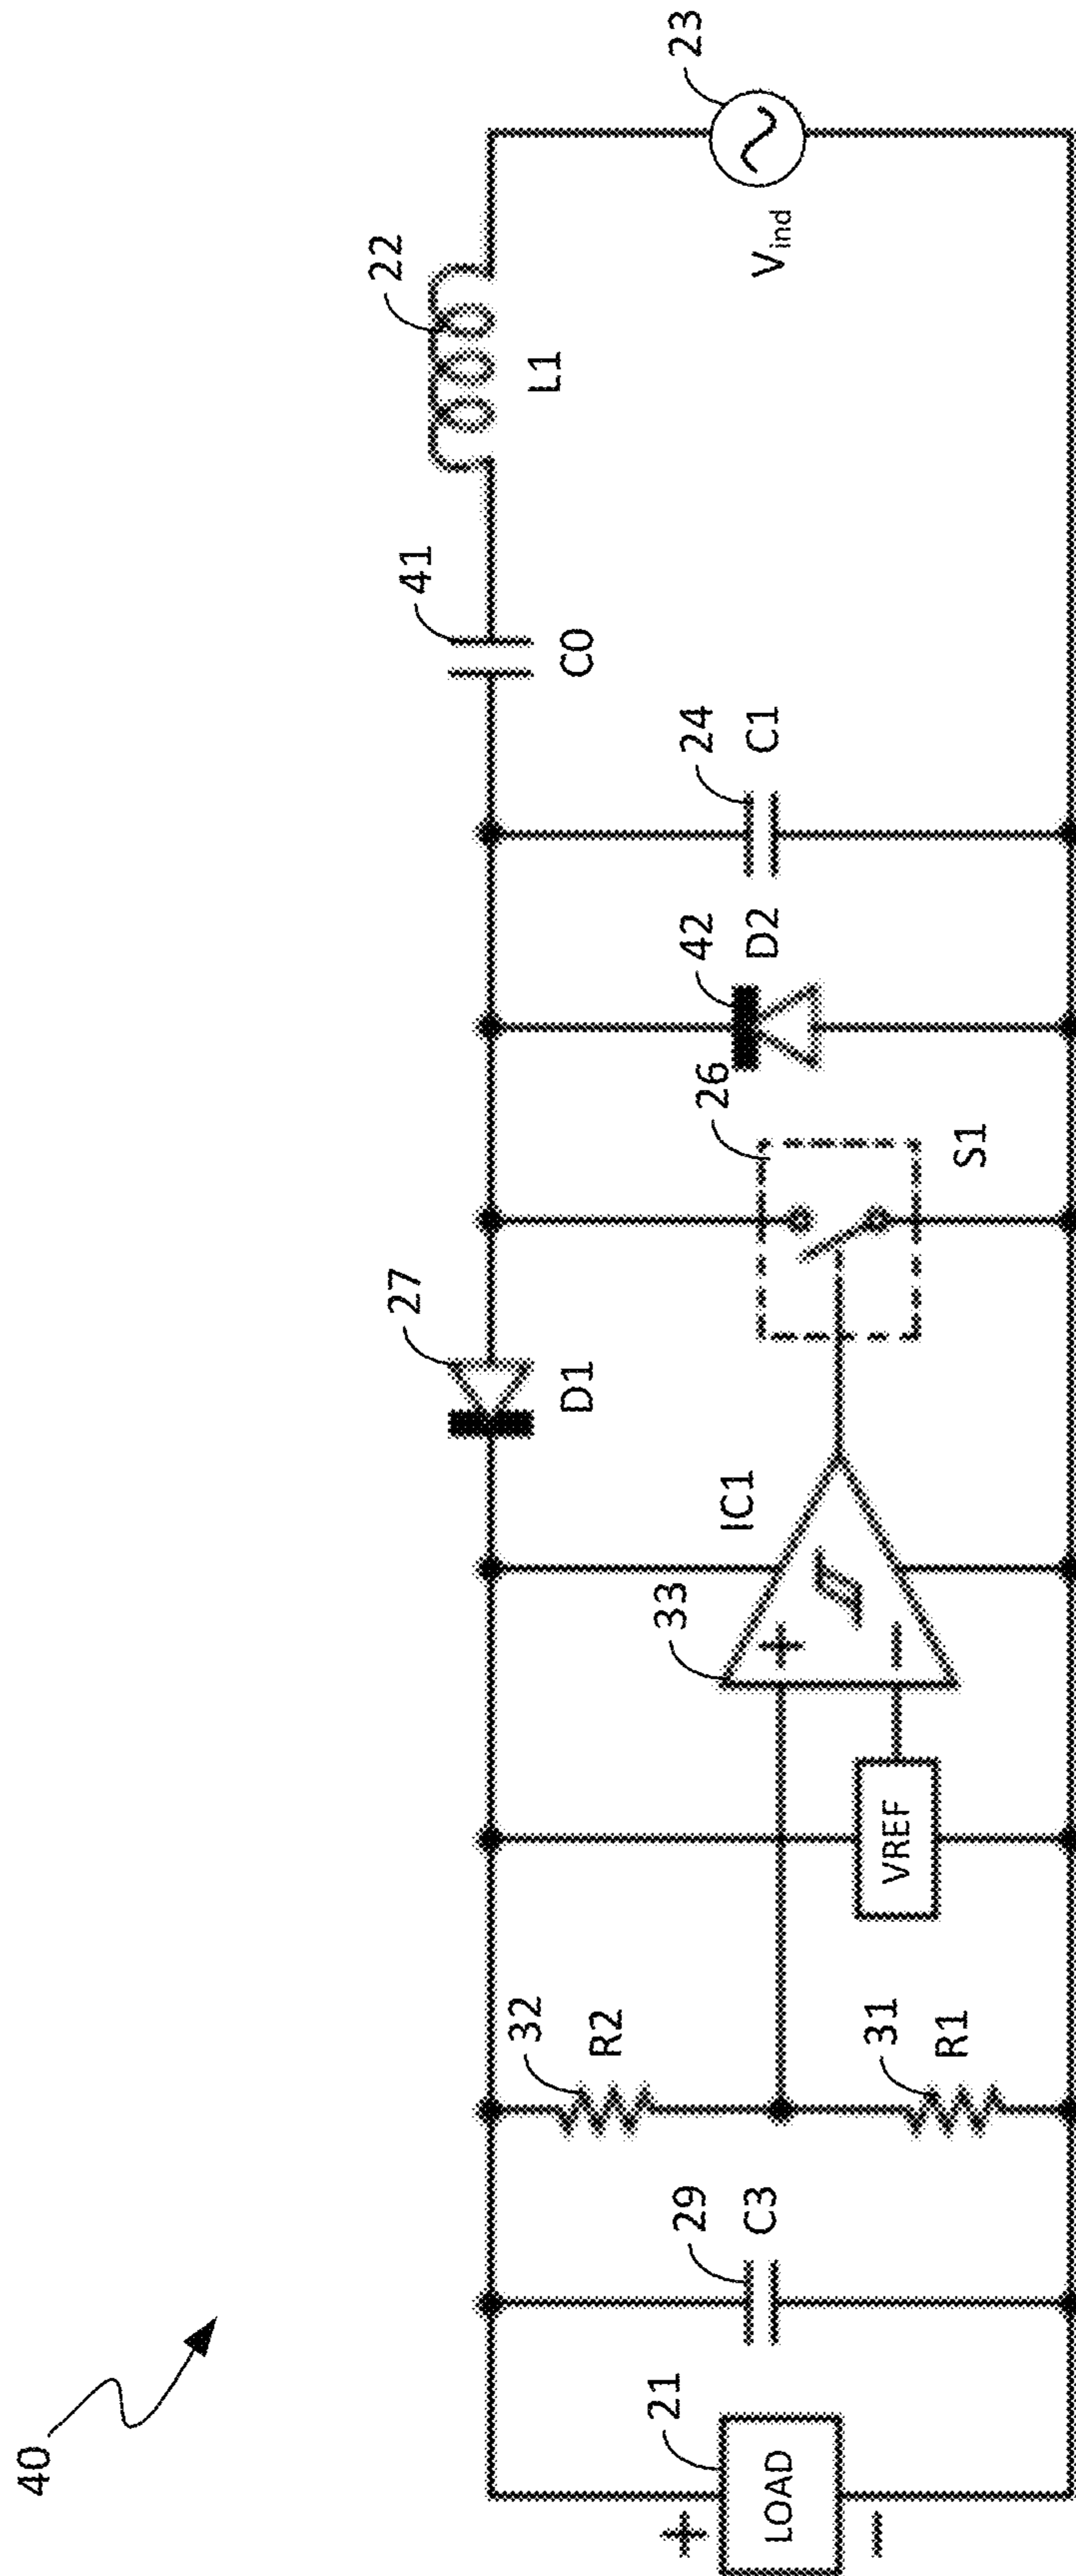 40
23
V_ind
22
L1
41
C0
24
C1
42
D2
26
S1
27
D1
IC1
33
+
−
VREF
32
R2
31
R1
29
C3
21
LOAD
+
−